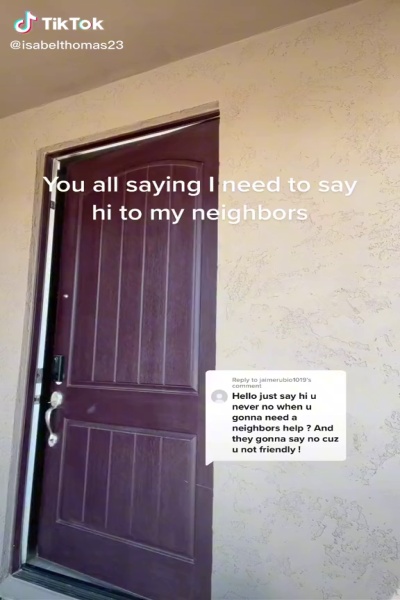 TikTok
@isabelthomas23
You all saying I need to say
hi to my neighbors
Reply to jaimerubio1019's
comment
Hello just say hi u
never no when u
gonna need a
neighbors help ? And
they gonna say no cuz
u not friendly !